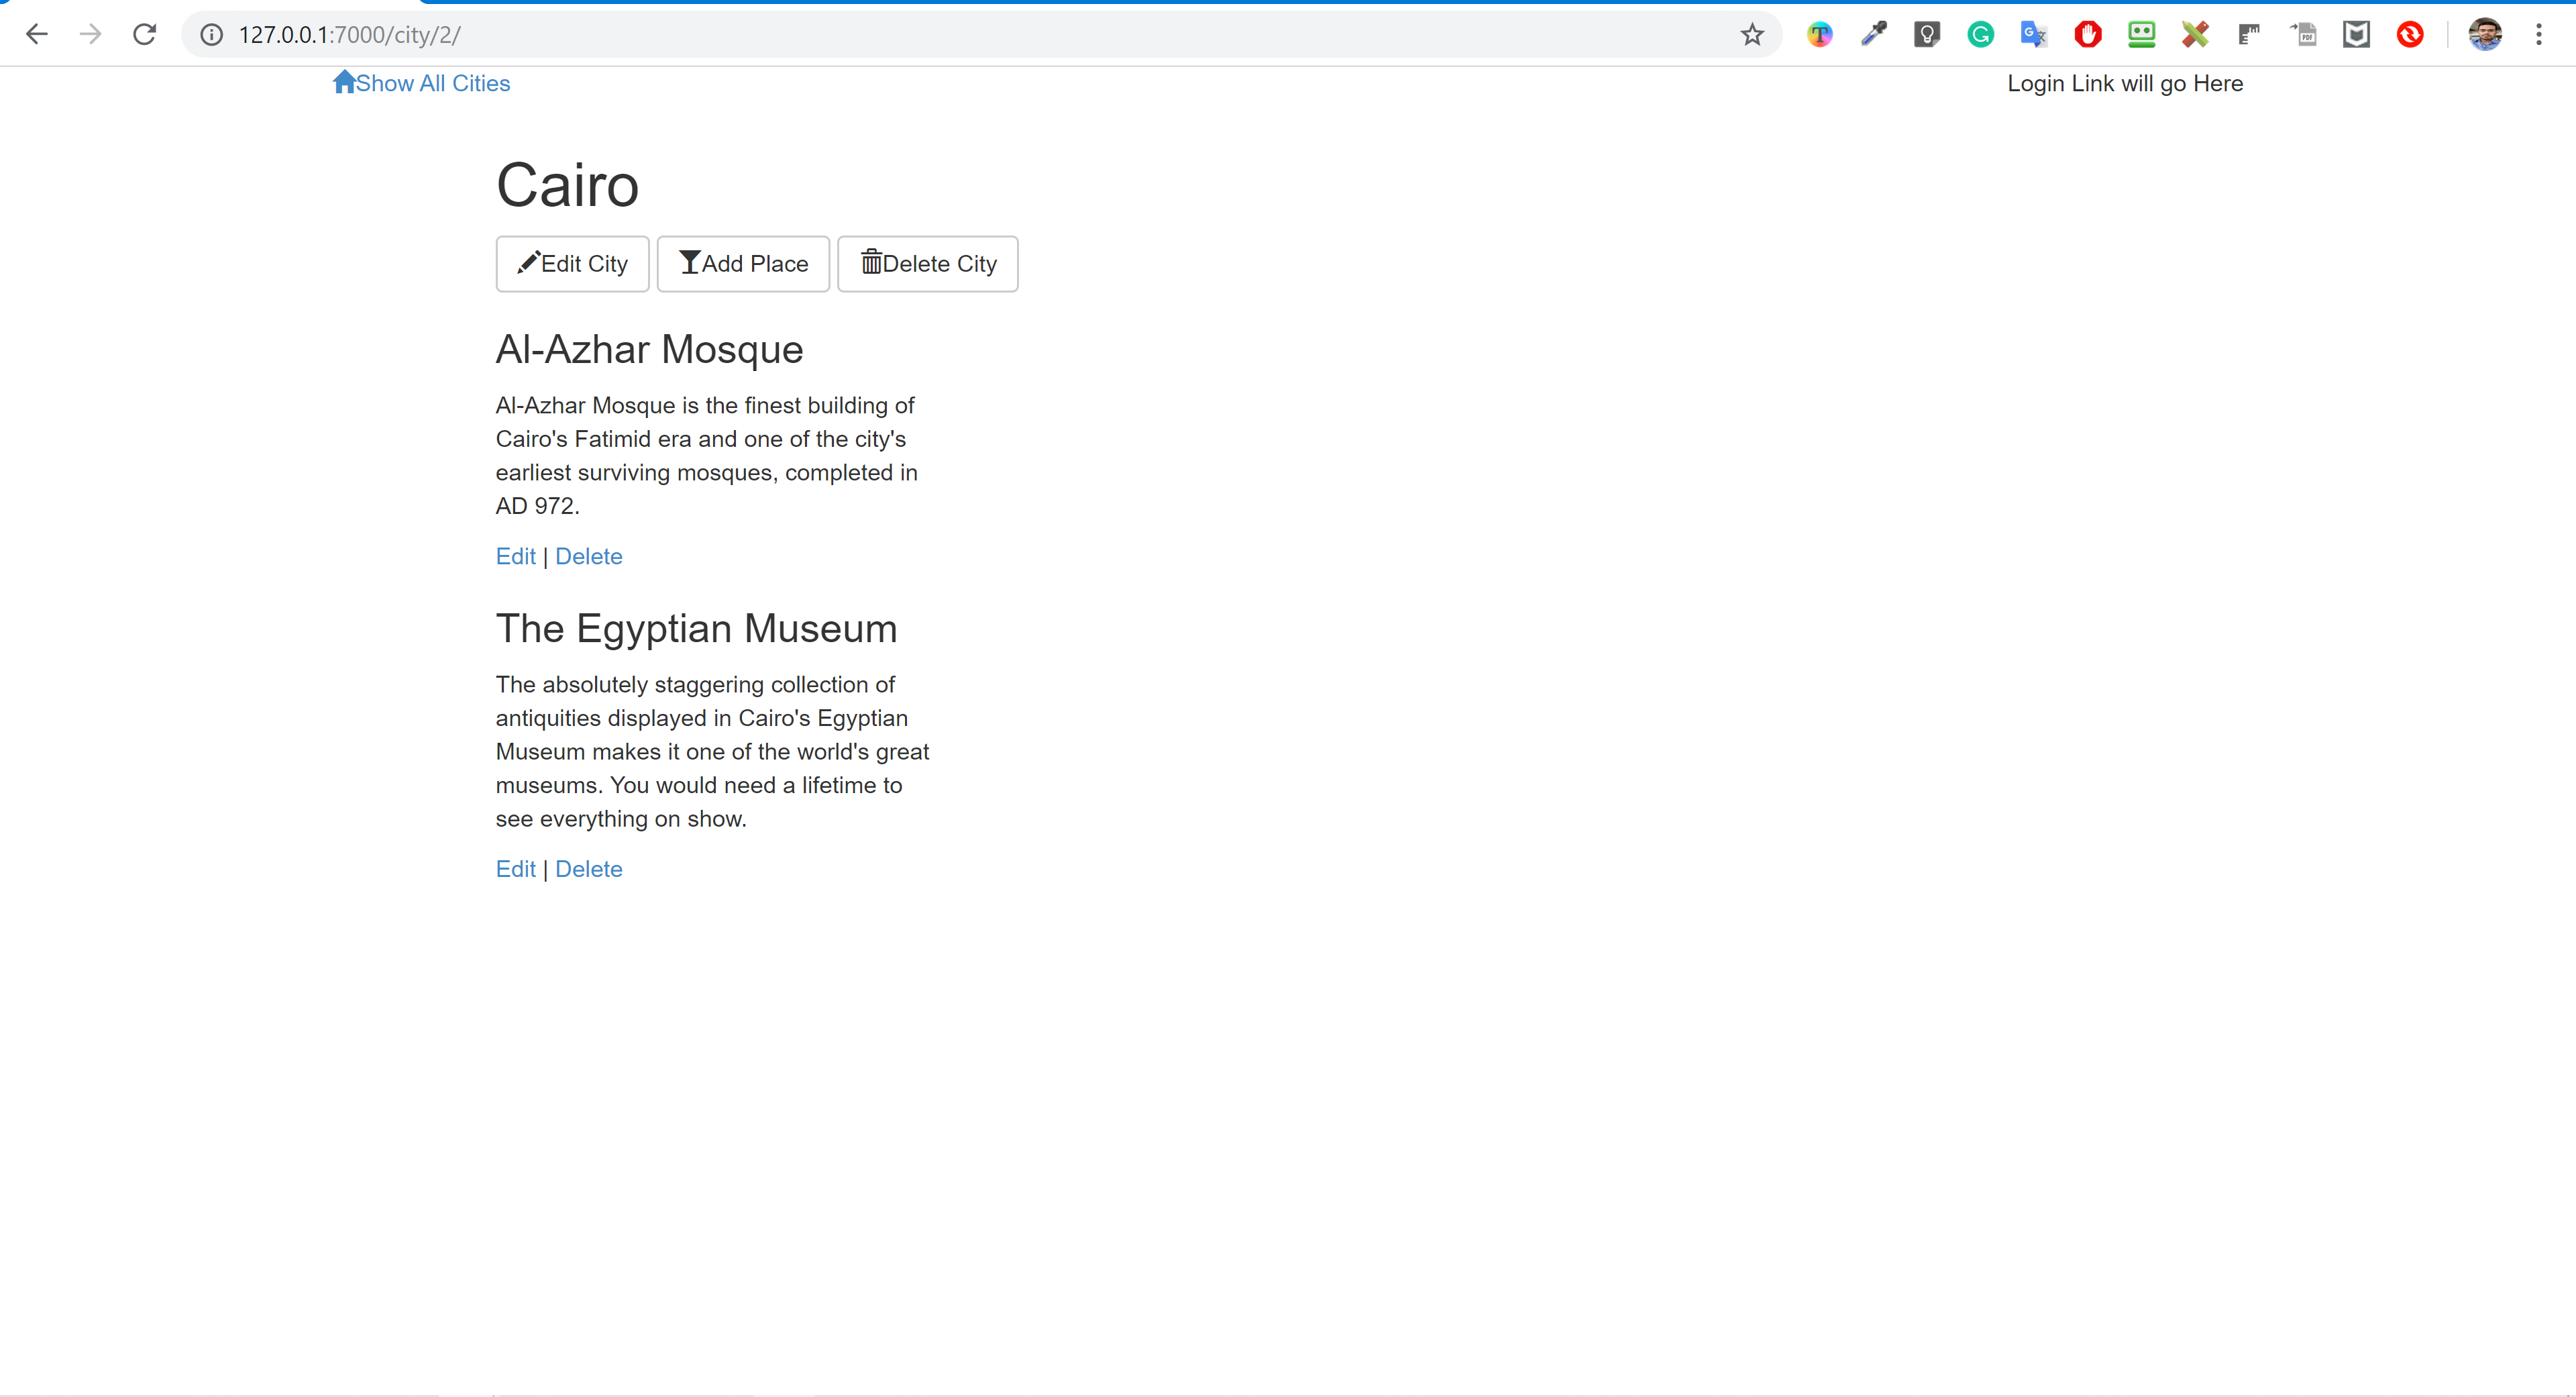 127.0.0.1:7000/city/2/
Show All Cities
Login Link will go Here
Cairo
Edit City
Add Place
Delete City
Al-Azhar Mosque
Al-Azhar Mosque is the finest building of
Cairo's Fatimid era and one of the city's
earliest surviving mosques, completed in
AD 972.
Edit | Delete
The Egyptian Museum
The absolutely staggering collection of
antiquities displayed in Cairo's Egyptian
Museum makes it one of the world's great
museums. You would need a lifetime to
see everything on show.
Edit | Delete